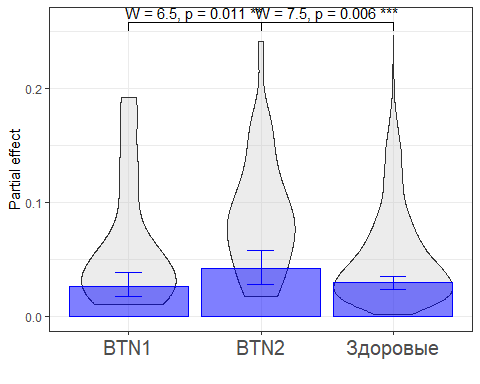 W = 6.5, p = 0.011 ** W = 7.5, p = 0.006 ***
0.2
0.1
0.0
Partial effect
BTN1 BTN2 Здоровые